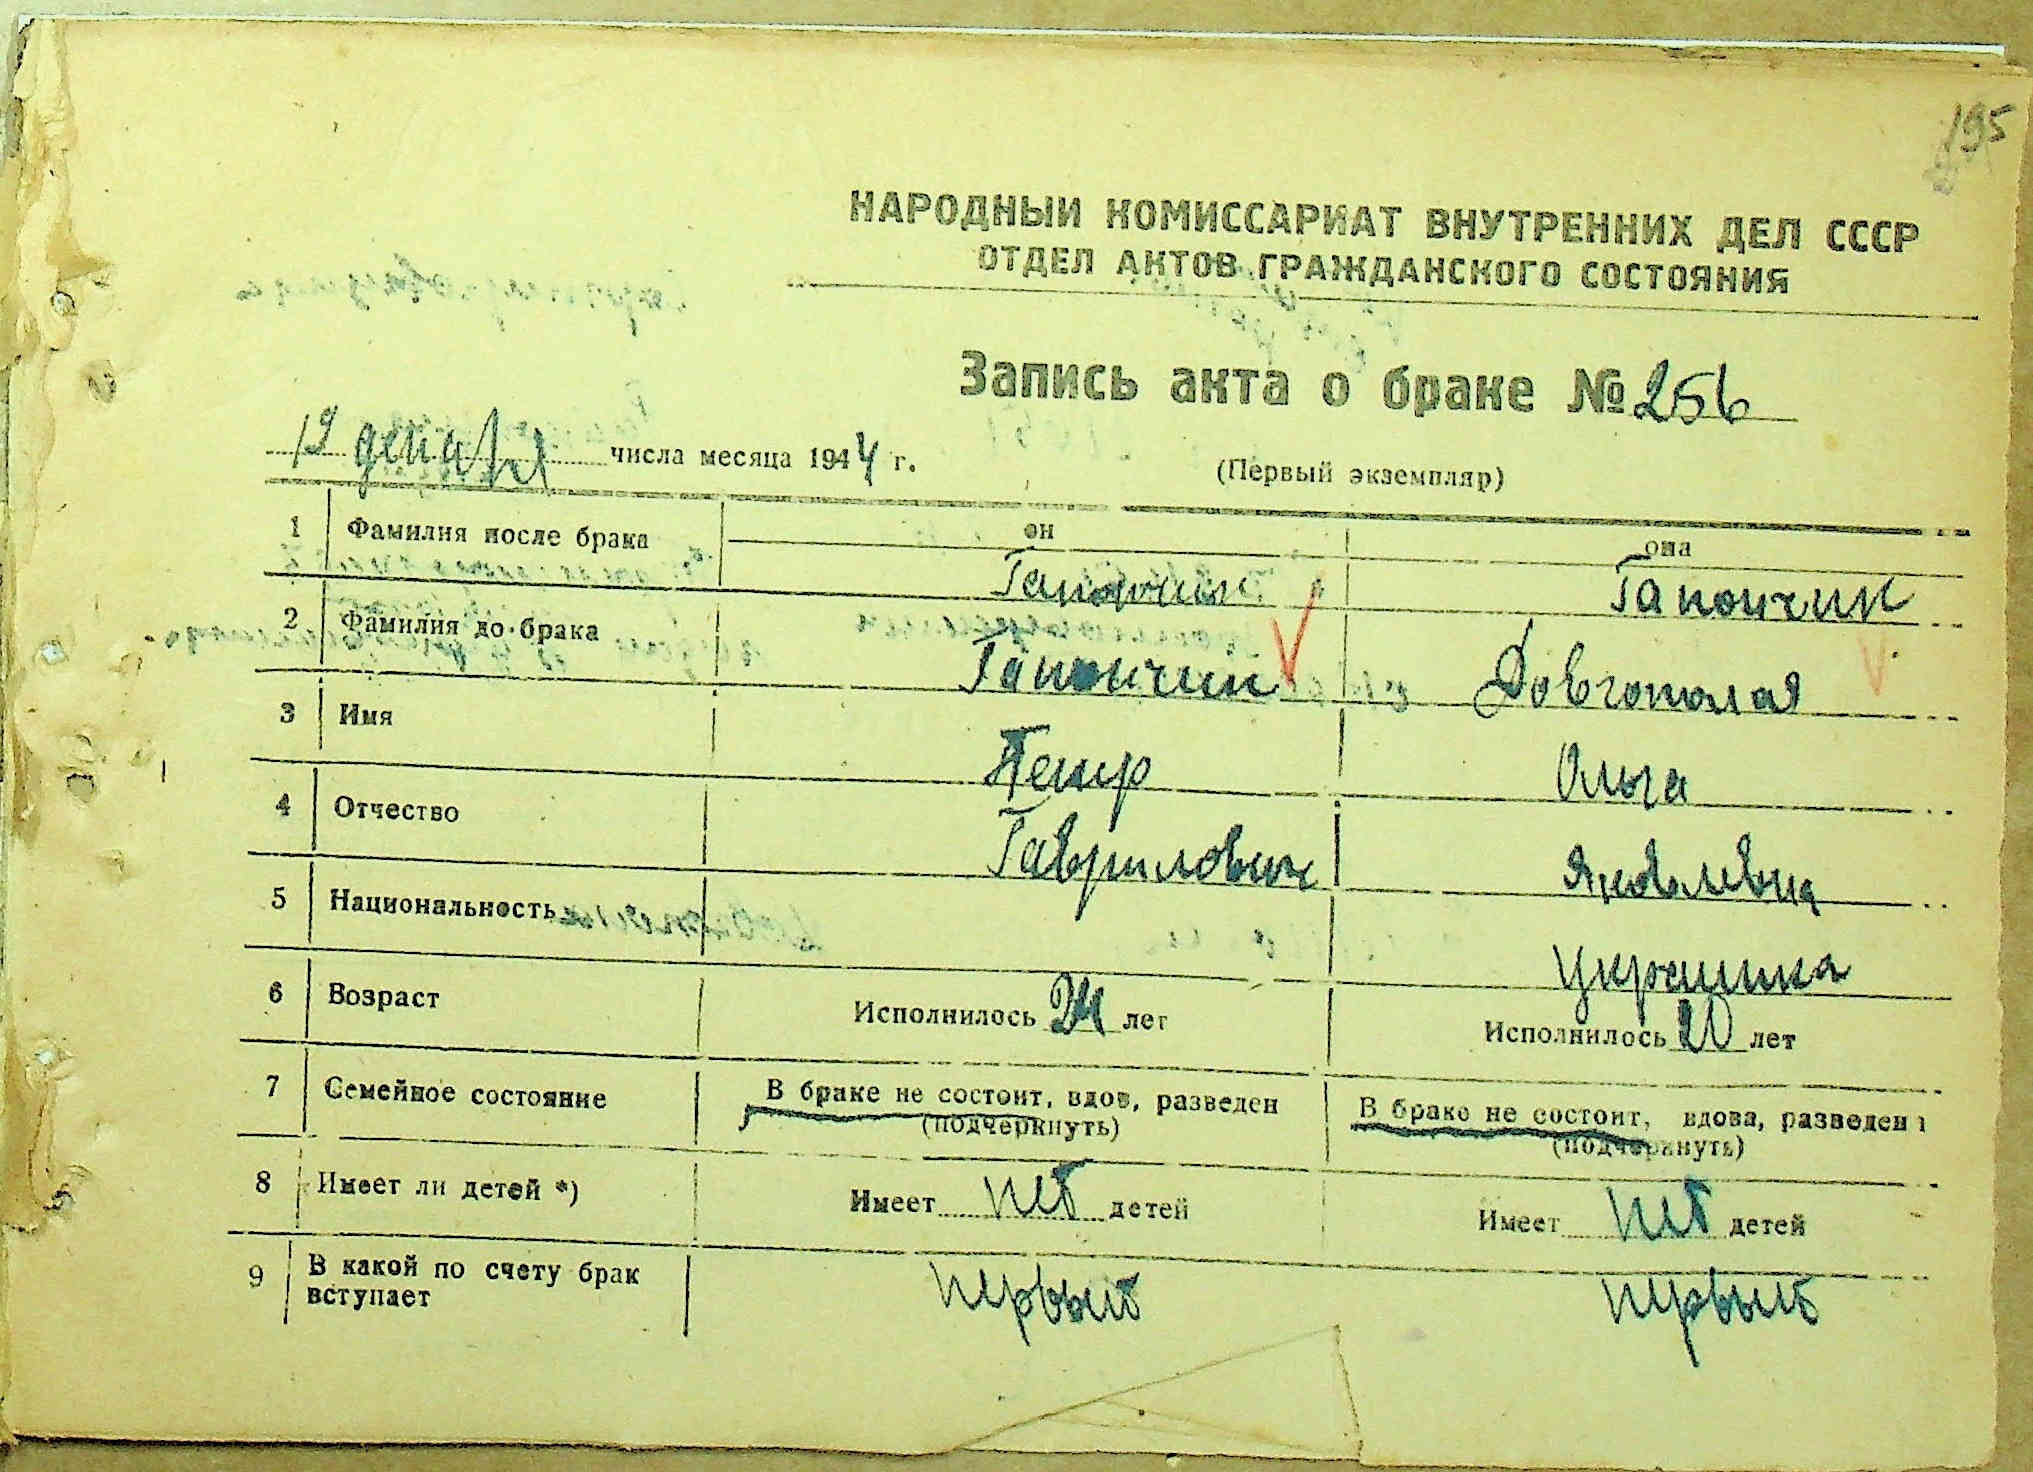 195
НАРОДНЫЙ КОМИССАРИАТ ВНУТРЕННИХ ДЕЛ СССР
ОТДЕЛ АКТОВ ГРАЖДАНСКОГО СОСТОЯНИЯ
Запись акта о браке № 256
19 декабря числа месяца 1944 г.
(Первый экземпляр)
он она
1 Фамилия после брака Гапончик Гапончик
2 Фамилия до брака Гапончик Довгополая
3 Имя Петр Ольга
4 Отчество Гаврилович Яковлевна
5 Национальность Украинка
6 Возраст Исполнилось 24 лет Исполнилось 20 лет
7 Семейное состояние В браке не состоит, вдов, разведен В браке не состоит, вдова, разведена
(подчеркнуть) (подчеркнуть)
8 Имеет ли детей *) Имеет нет детей Имеет нет детей
9 В какой по счету брак вступает первый первый